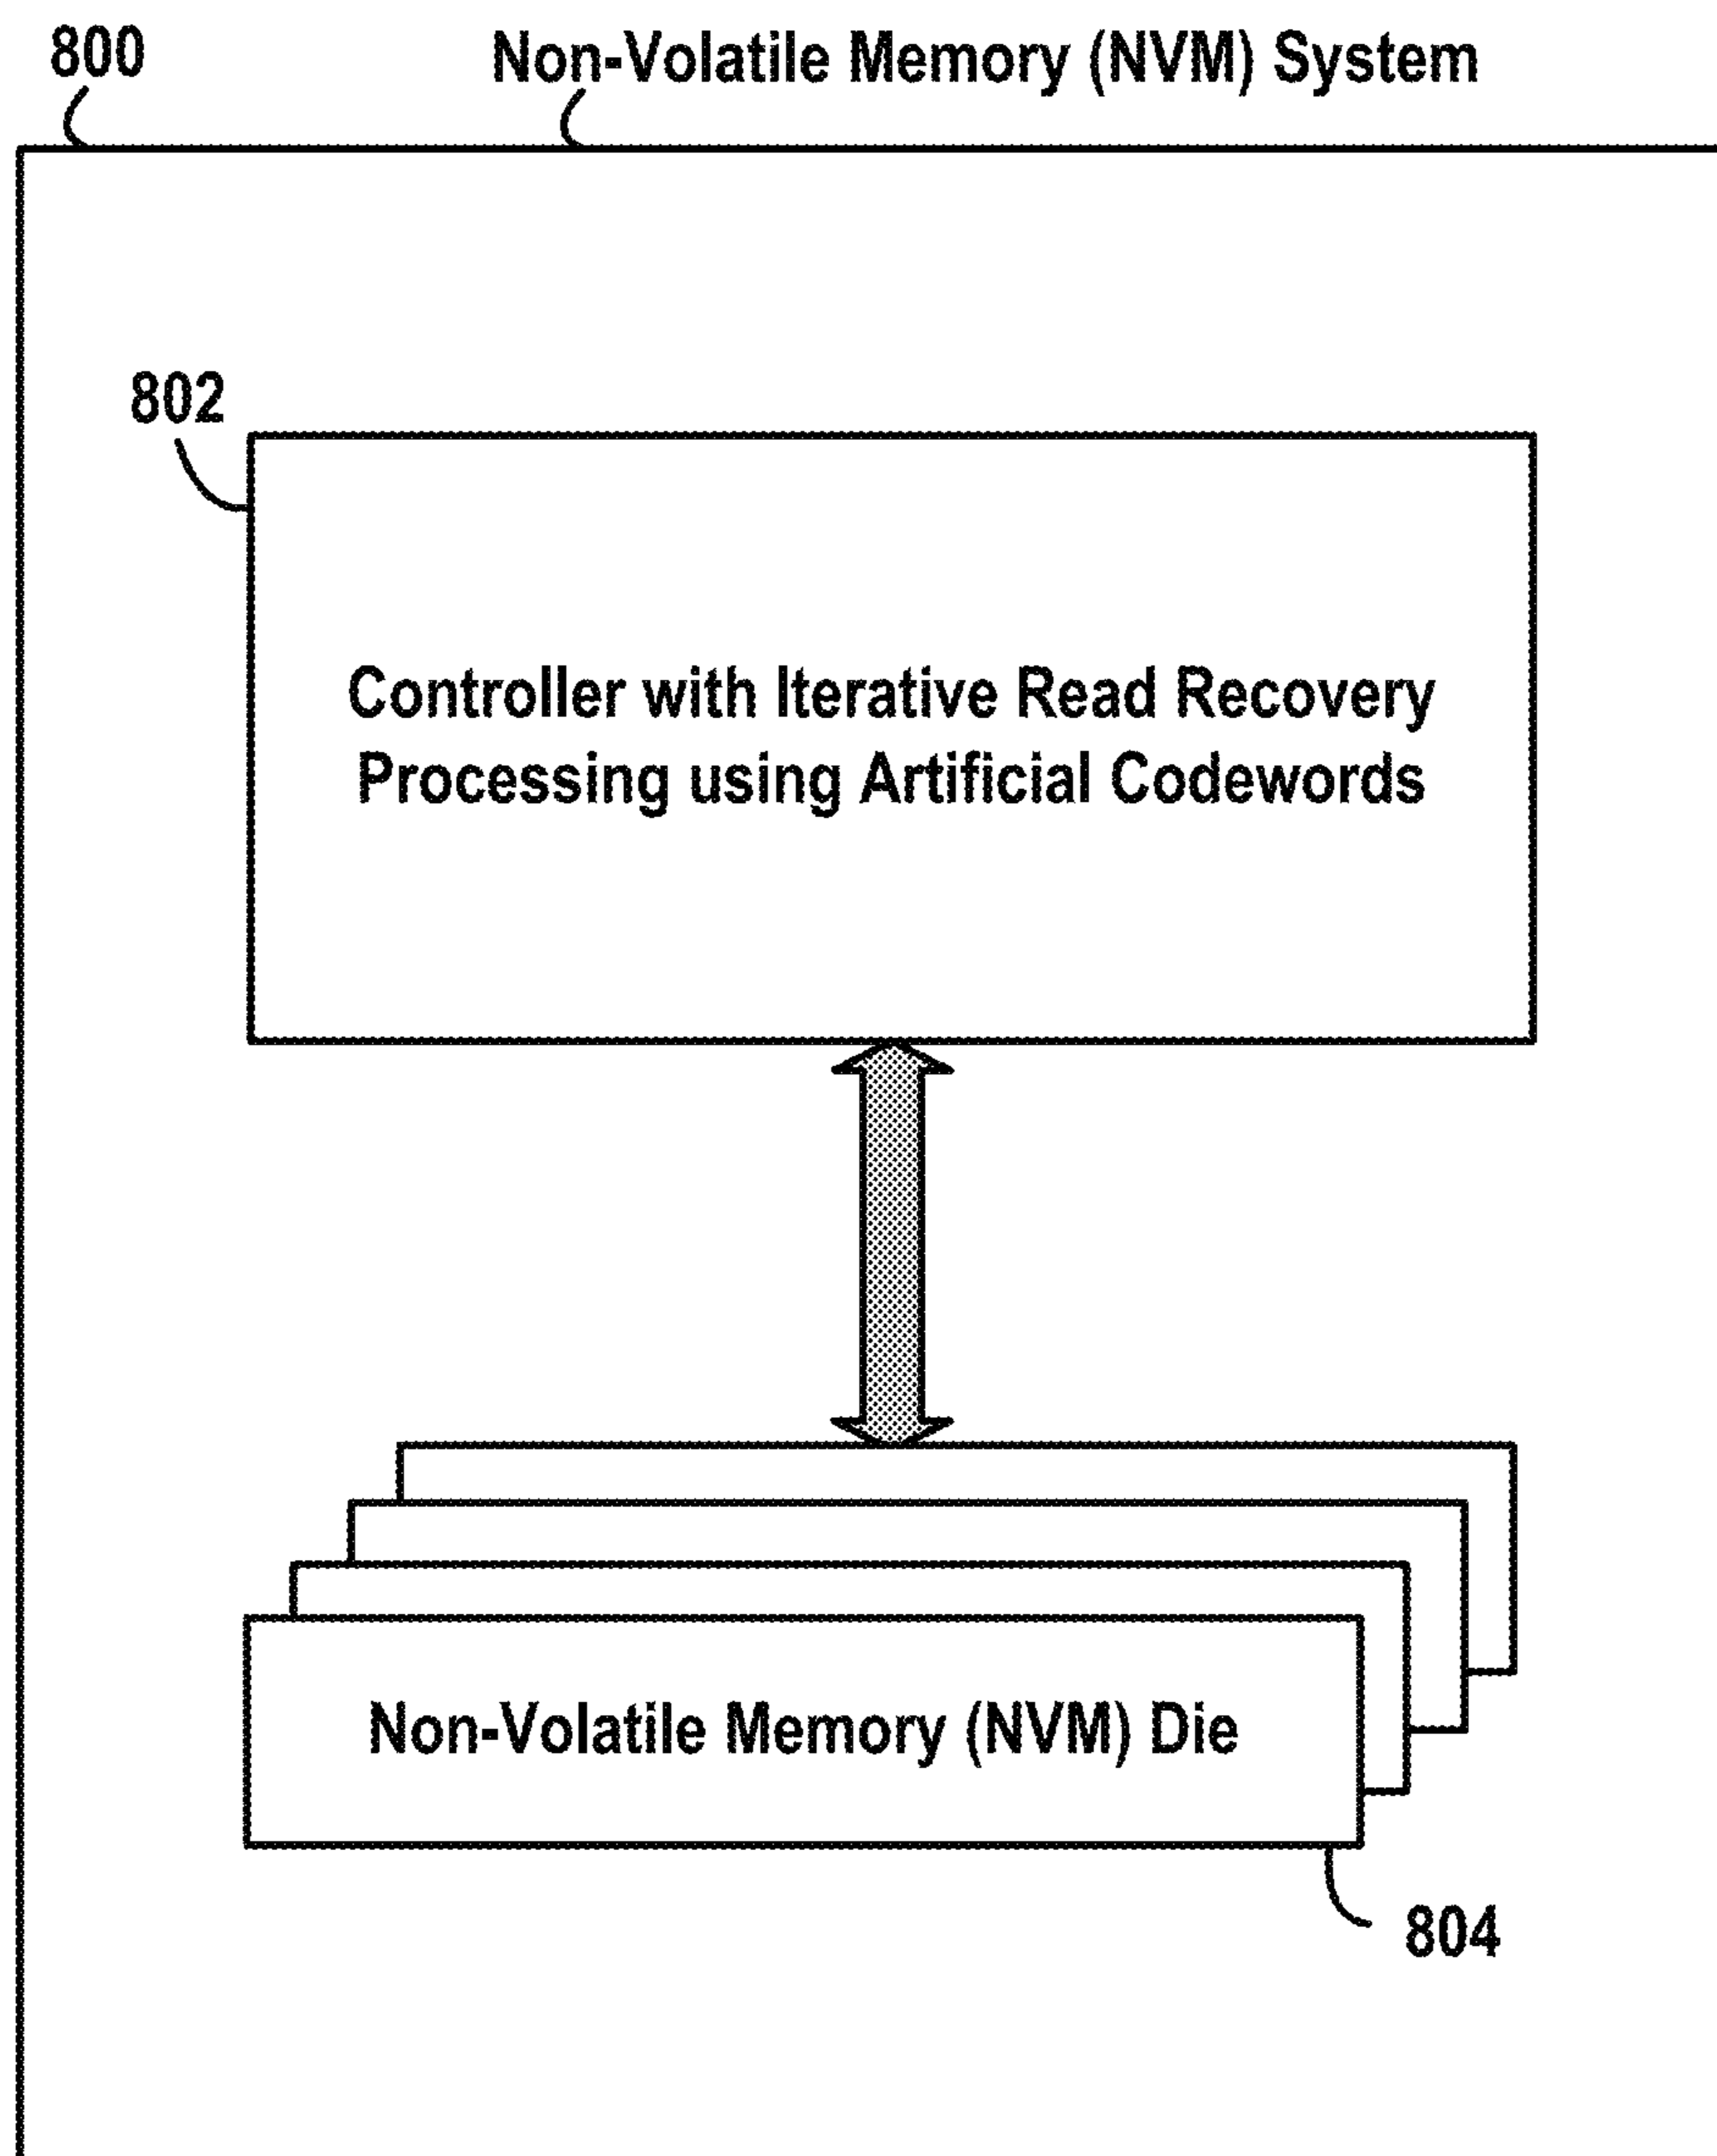 800
Non-Volatile Memory (NVM) System
802
Controller with Iterative Read Recovery
Processing using Artificial Codewords
Non-Volatile Memory (NVM) Die
804